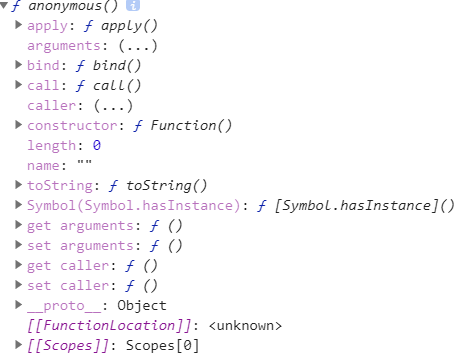 ▼ƒ anonymous() i
▶ apply: ƒ apply()
arguments: (...)
▶ bind: ƒ bind()
▶ call: ƒ call()
caller: (...)
▶ constructor: ƒ Function()
length: 0
name: ""
▶ toString: ƒ toString()
▶ Symbol(Symbol.hasInstance): ƒ [Symbol.hasInstance]()
▶ get arguments: ƒ ()
▶ set arguments: ƒ ()
▶ get caller: ƒ ()
▶ set caller: ƒ ()
▶ __proto__: Object
[[FunctionLocation]]: <unknown>
▶ [[Scopes]]: Scopes[0]